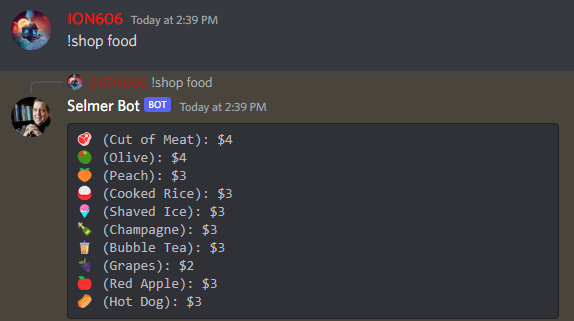 ION606 Today at 2:39 PM
!shop food
@ION606 !shop food
Selmer Bot BOT Today at 2:39 PM
(Cut of Meat): $4
(Olive): $4
(Peach): $3
(Cooked Rice): $3
(Shaved Ice): $3
(Champagne): $3
(Bubble Tea): $3
(Grapes): $2
(Red Apple): $3
(Hot Dog): $3